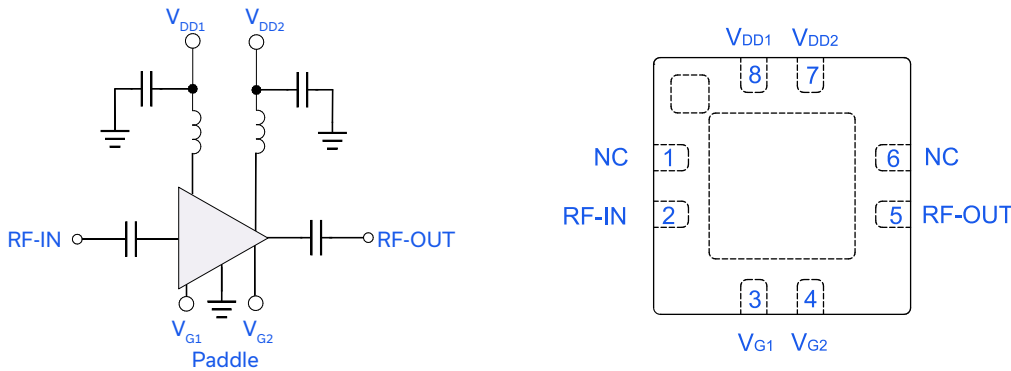 VDD1 VDD2
RF-IN RF-OUT
VG1 VG2
Paddle
VDD1 VDD2
8 7
NC 1 6 NC
RF-IN 2 5 RF-OUT
3 4
VG1 VG2